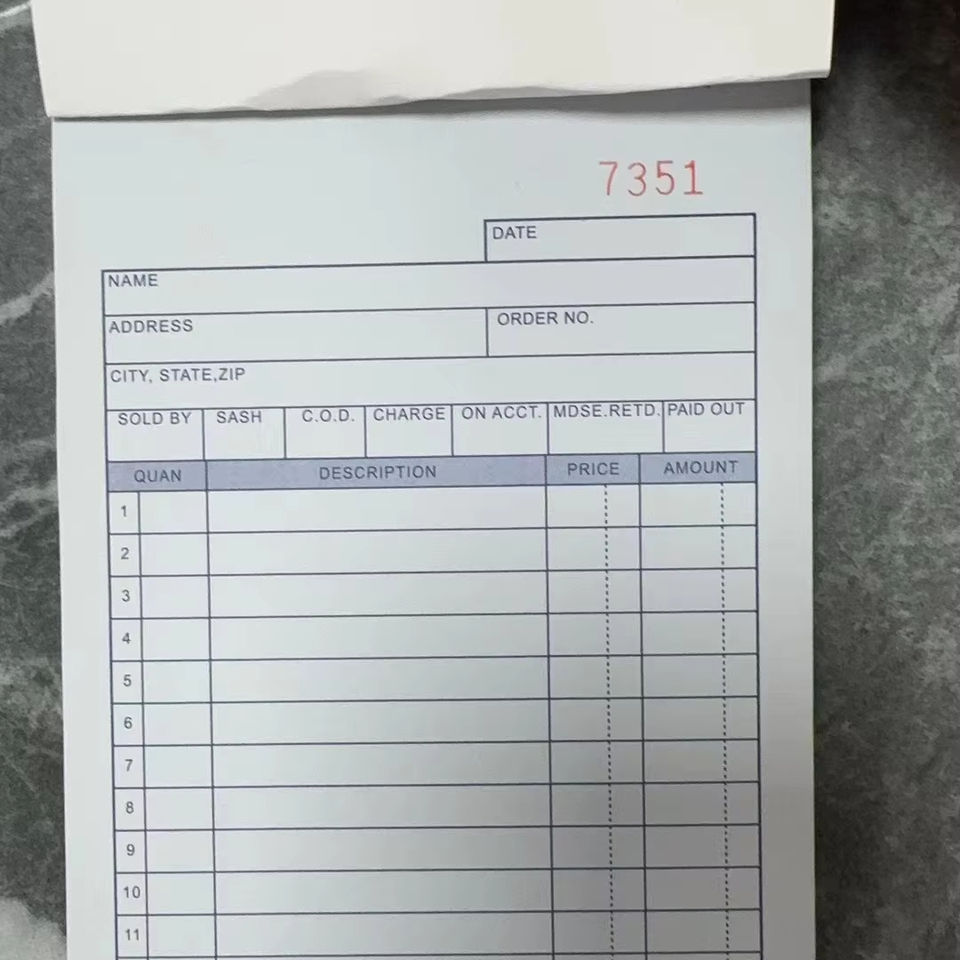 7351
DATE
NAME
ADDRESS ORDER NO.
CITY, STATE,ZIP
SOLD BY SASH C.O.D. CHARGE ON ACCT. MDSE.RETD. PAID OUT
QUAN DESCRIPTION PRICE AMOUNT
1
2
3
4
5
6
7
8
9
10
11